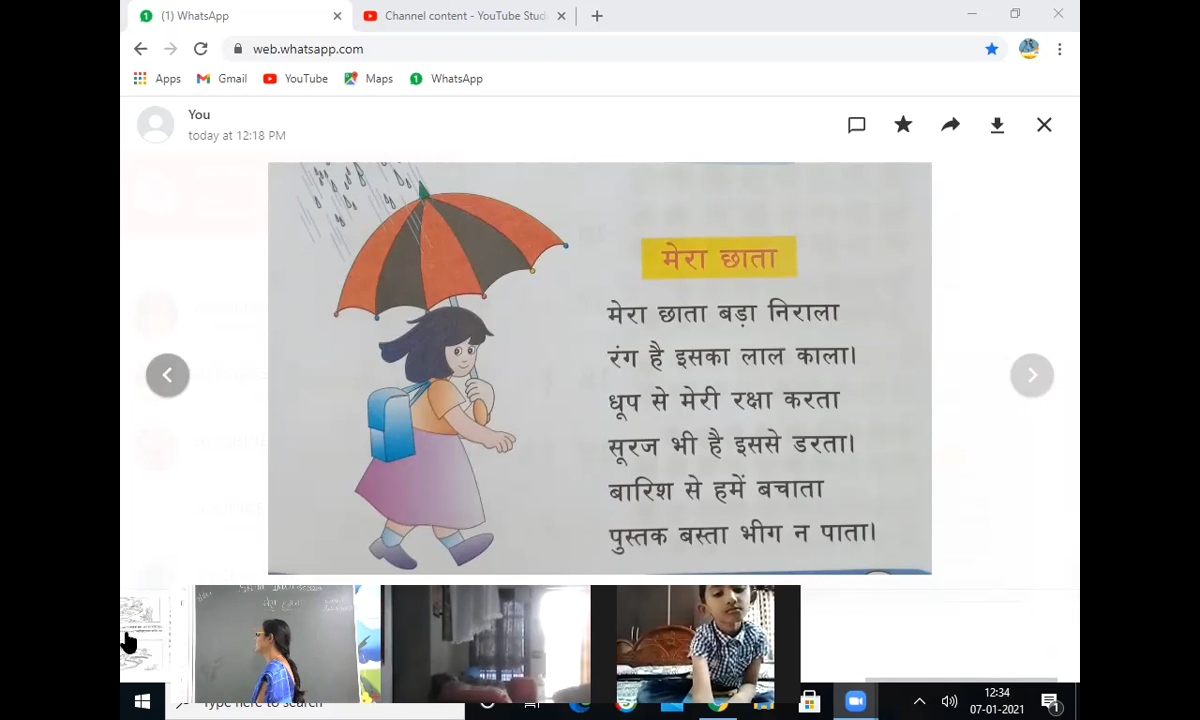 (1) WhatsApp
Channel content - YouTube Stud
web.whatsapp.com
Apps
Gmail
YouTube
Maps
WhatsApp
You
today at 12:18 PM
मेरा छाता
मेरा छाता बड़ा निराला
रंग है इसका लाल काला।
धूप से मेरी रक्षा करता
सूरज भी है इससे डरता।
बारिश से हमें बचाता
पुस्तक बस्ता भीग न पाता।
Type here to search
12:34
07-01-2021